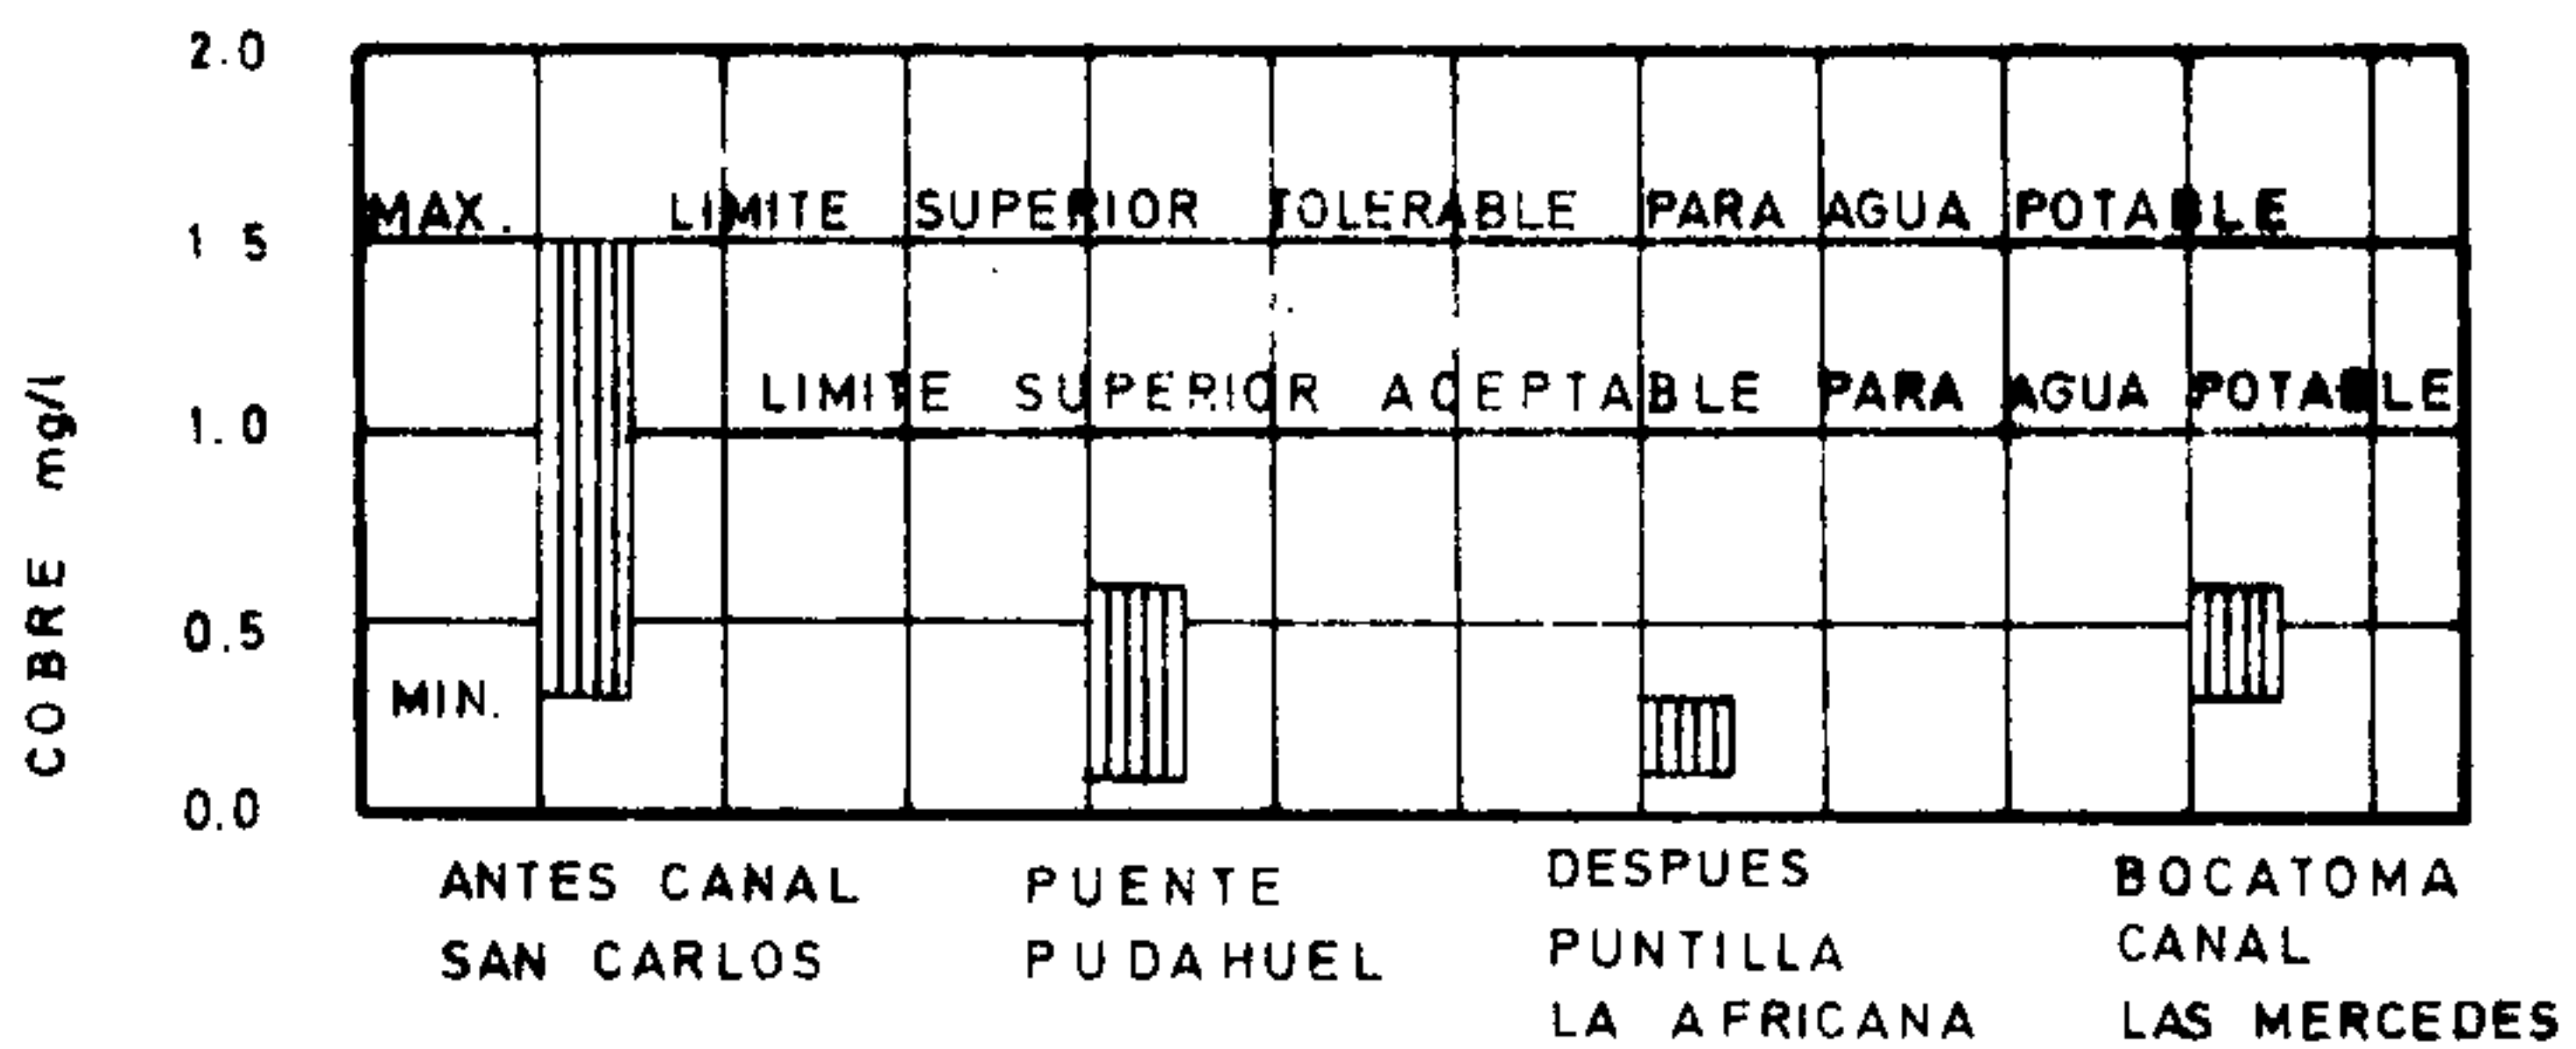 2.0
MAX. LIMITE SUPERIOR TOLERABLE PARA AGUA POTABLE
1 5
LIMITE SUPERIOR ACEPTABLE PARA AGUA POTABLE
1.0
COBRE mg/l
0.5
MIN.
0.0
ANTES CANAL
SAN CARLOS
PUENTE
PUDAHUEL
DESPUES
PUNTILLA
LA AFRICANA
BOCATOMA
CANAL
LAS MERCEDES